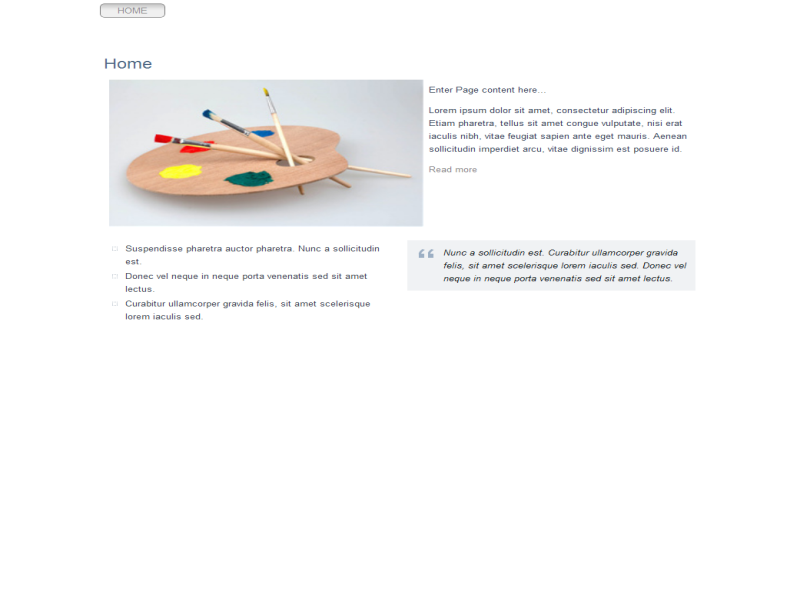 HOME
Home
Enter Page content here...
Lorem ipsum dolor sit amet, consectetur adipiscing elit.
Etiam pharetra, tellus sit amet congue vulputate, nisi erat
iaculis nibh, vitae feugiat sapien ante eget mauris. Aenean
sollicitudin imperdiet arcu, vitae dignissim est posuere id.
Read more
Suspendisse pharetra auctor pharetra. Nunc a sollicitudin
est.
Donec vel neque in neque porta venenatis sed sit amet
lectus.
Curabitur ullamcorper gravida felis, sit amet scelerisque
lorem iaculis sed.
Nunc a sollicitudin est. Curabitur ullamcorper gravida
felis, sit amet scelerisque lorem iaculis sed. Donec vel
neque in neque porta venenatis sed sit amet lectus.